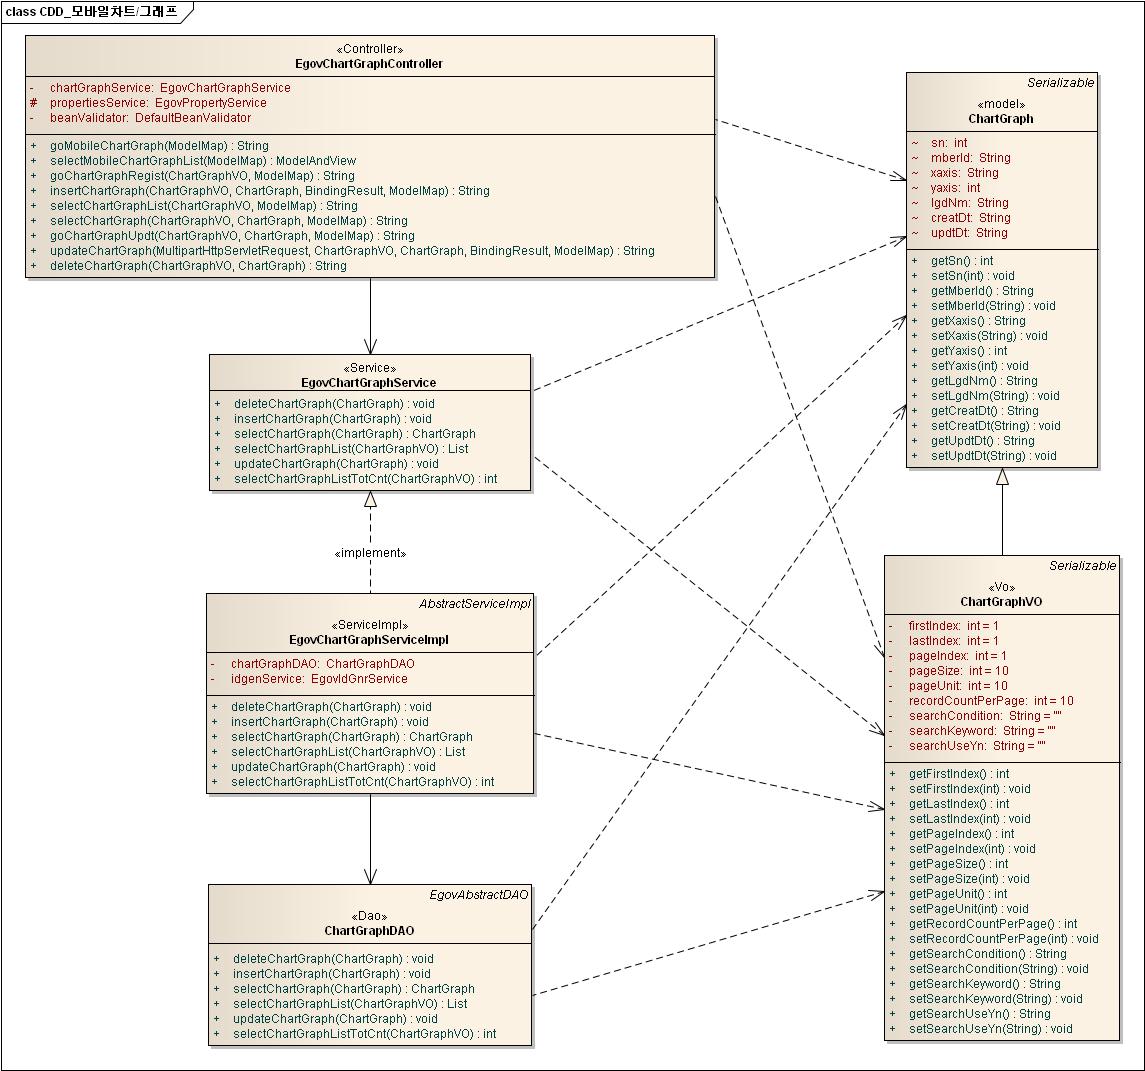 class CDD_모바일차트/그래프
«Controller»
EgovChartGraphController
- chartGraphService: EgovChartGraphService
# propertiesService: EgovPropertyService
- beanValidator: DefaultBeanValidator
+ goMobileChartGraph(ModelMap) : String
+ selectMobileChartGraphList(ModelMap) : ModelAndView
+ goChartGraphRegist(ChartGraphVO, ModelMap) : String
+ insertChartGraph(ChartGraphVO, ChartGraph, BindingResult, ModelMap) : String
+ selectChartGraphList(ChartGraphVO, ModelMap) : String
+ selectChartGraph(ChartGraphVO, ChartGraph, ModelMap) : String
+ goChartGraphUpdt(ChartGraphVO, ChartGraph, ModelMap) : String
+ updateChartGraph(MultipartHttpServletRequest, ChartGraphVO, ChartGraph, BindingResult, ModelMap) : String
+ deleteChartGraph(ChartGraphVO, ChartGraph) : String
«Service»
EgovChartGraphService
+ deleteChartGraph(ChartGraph) : void
+ insertChartGraph(ChartGraph) : void
+ selectChartGraph(ChartGraph) : ChartGraph
+ selectChartGraphList(ChartGraphVO) : List
+ updateChartGraph(ChartGraph) : void
+ selectChartGraphListTotCnt(ChartGraphVO) : int
«implement»
AbstractServiceImpl
«ServiceImpl»
EgovChartGraphServiceImpl
- chartGraphDAO: ChartGraphDAO
- idgenService: EgovIdGnrService
+ deleteChartGraph(ChartGraph) : void
+ insertChartGraph(ChartGraph) : void
+ selectChartGraph(ChartGraph) : ChartGraph
+ selectChartGraphList(ChartGraphVO) : List
+ updateChartGraph(ChartGraph) : void
+ selectChartGraphListTotCnt(ChartGraphVO) : int
EgovAbstractDAO
«Dao»
ChartGraphDAO
+ deleteChartGraph(ChartGraph) : void
+ insertChartGraph(ChartGraph) : void
+ selectChartGraph(ChartGraph) : ChartGraph
+ selectChartGraphList(ChartGraphVO) : List
+ updateChartGraph(ChartGraph) : void
+ selectChartGraphListTotCnt(ChartGraphVO) : int
Serializable
«model»
ChartGraph
~ sn: int
~ mberId: String
~ xaxis: String
~ yaxis: int
~ lgdNm: String
~ creatDt: String
~ updtDt: String
+ getSn() : int
+ setSn(int) : void
+ getMberId() : String
+ setMberId(String) : void
+ getXaxis() : String
+ setXaxis(String) : void
+ getYaxis() : int
+ setYaxis(int) : void
+ getLgdNm() : String
+ setLgdNm(String) : void
+ getCreatDt() : String
+ setCreatDt(String) : void
+ getUpdtDt() : String
+ setUpdtDt(String) : void
Serializable
«Vo»
ChartGraphVO
- firstIndex: int = 1
- lastIndex: int = 1
- pageIndex: int = 1
- pageSize: int = 10
- pageUnit: int = 10
- recordCountPerPage: int = 10
- searchCondition: String = ""
- searchKeyword: String = ""
- searchUseYn: String = ""
+ getFirstIndex() : int
+ setFirstIndex(int) : void
+ getLastIndex() : int
+ setLastIndex(int) : void
+ getPageIndex() : int
+ setPageIndex(int) : void
+ getPageSize() : int
+ setPageSize(int) : void
+ getPageUnit() : int
+ setPageUnit(int) : void
+ getRecordCountPerPage() : int
+ setRecordCountPerPage(int) : void
+ getSearchCondition() : String
+ setSearchCondition(String) : void
+ getSearchKeyword() : String
+ setSearchKeyword(String) : void
+ getSearchUseYn() : String
+ setSearchUseYn(String) : void